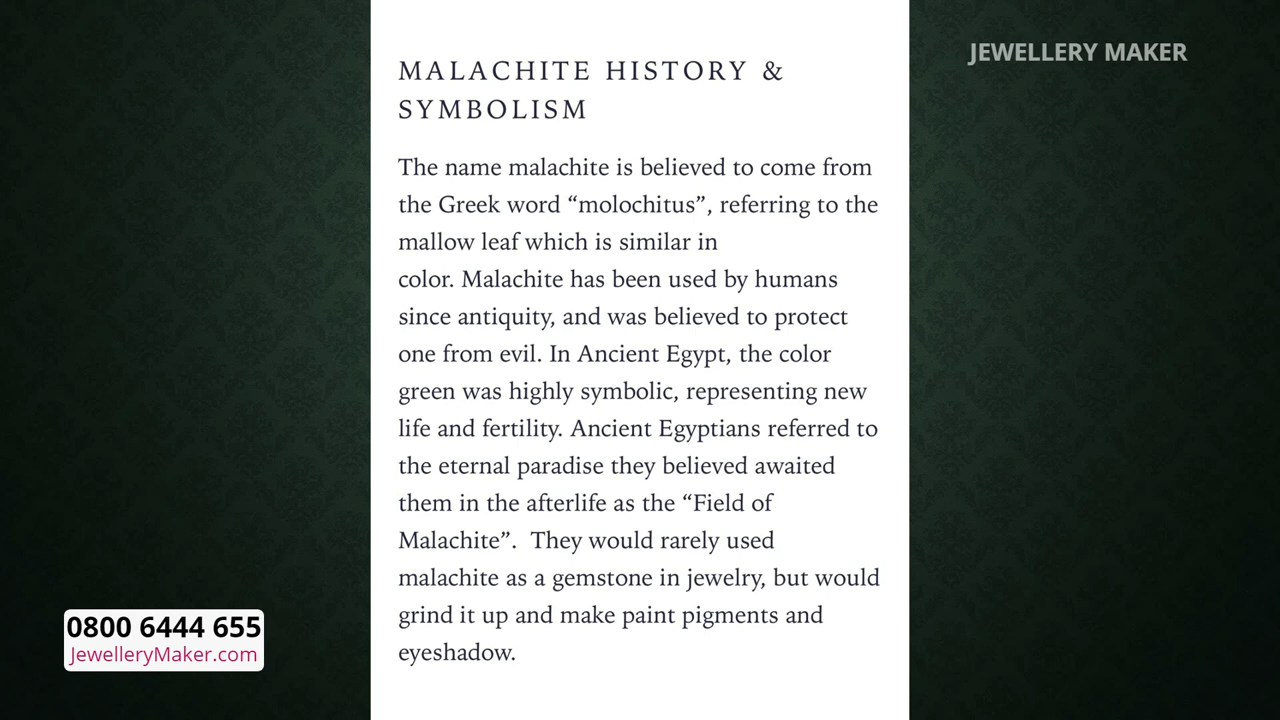 JEWELLERY MAKER
MALACHITE HISTORY &
SYMBOLISM
The name malachite is believed to come from
the Greek word “molochitus”, referring to the
mallow leaf which is similar in
color. Malachite has been used by humans
since antiquity, and was believed to protect
one from evil. In Ancient Egypt, the color
green was highly symbolic, representing new
life and fertility. Ancient Egyptians referred to
the eternal paradise they believed awaited
them in the afterlife as the “Field of
Malachite”.  They would rarely used
malachite as a gemstone in jewelry, but would
grind it up and make paint pigments and
eyeshadow.
0800 6444 655
JewelleryMaker.com